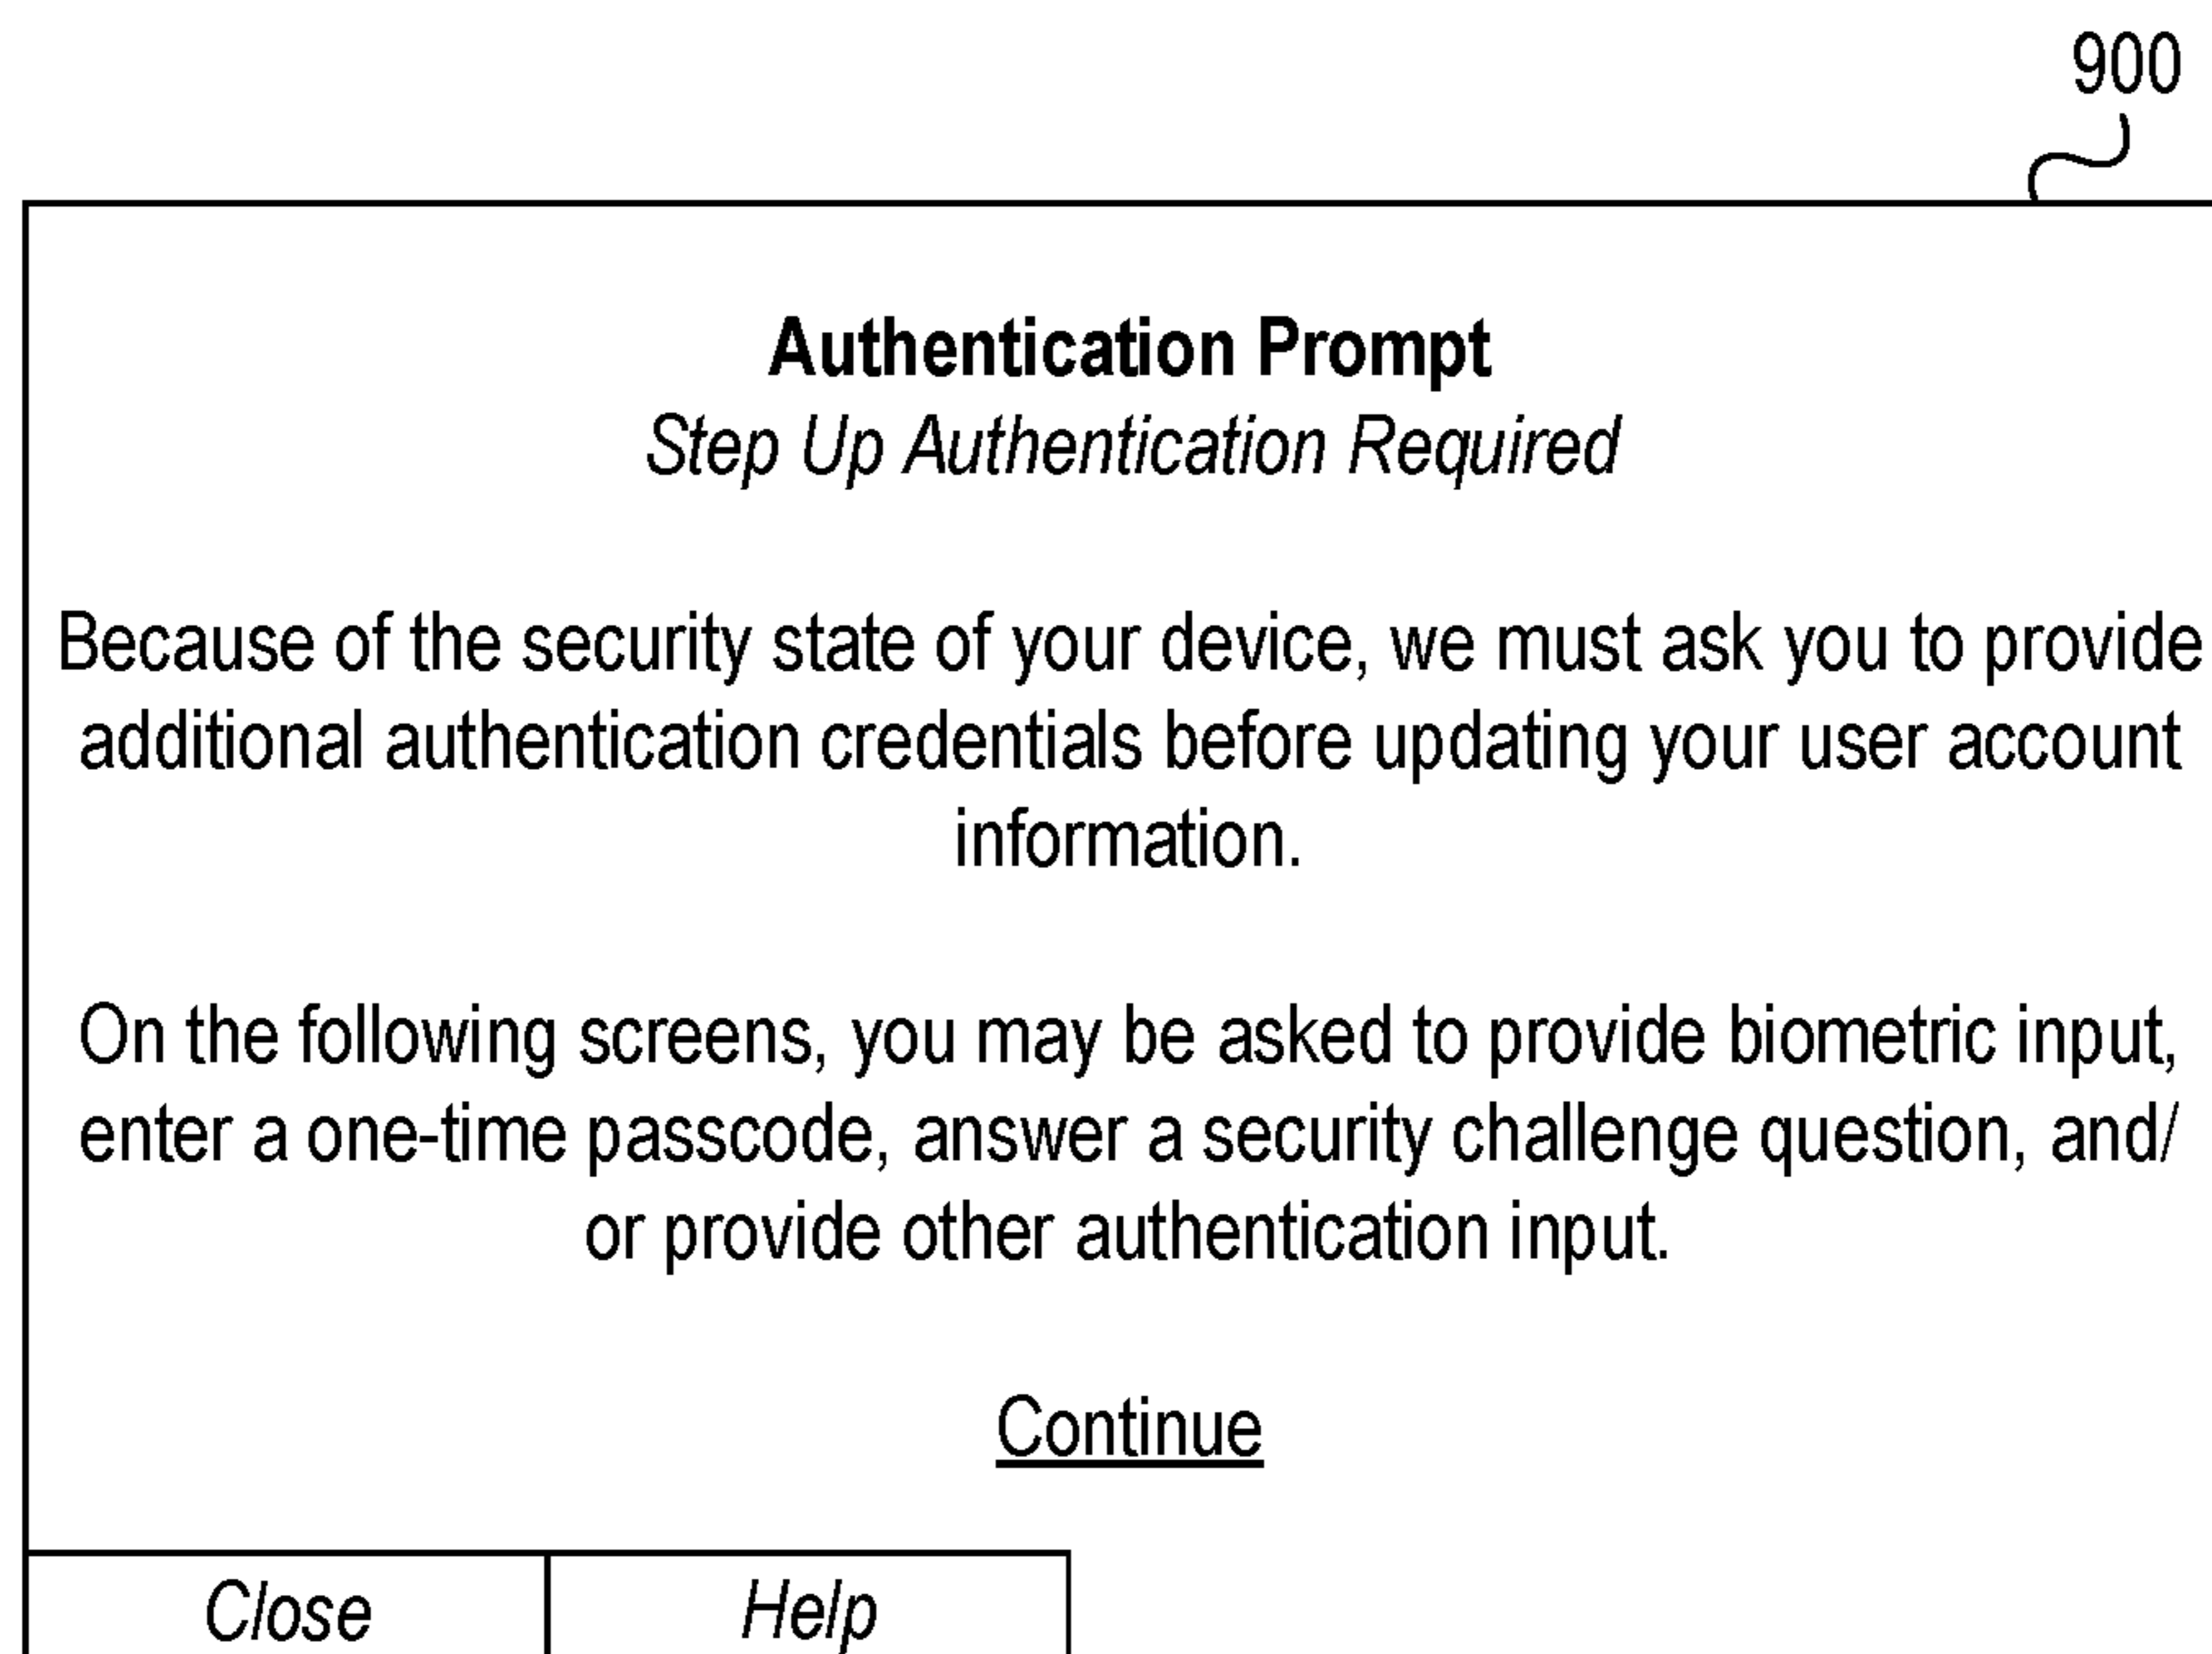 900
Authentication Prompt
Step Up Authentication Required
Because of the security state of your device, we must ask you to provide
additional authentication credentials before updating your user account
information.
On the following screens, you may be asked to provide biometric input,
enter a one-time passcode, answer a security challenge question, and/
or provide other authentication input.
Continue
Close
Help